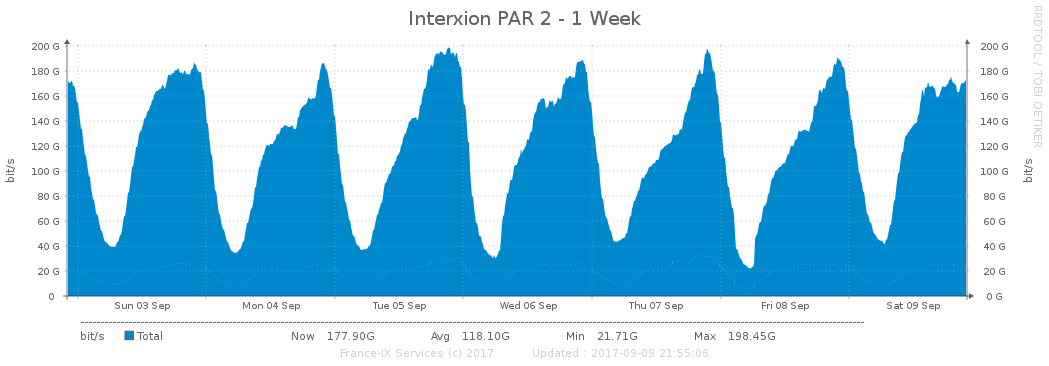 Interxion PAR 2 - 1 Week
RRDTOOL / TOBI OETIKER
bit/s
200 G
180 G
160 G
140 G
120 G
100 G
80 G
60 G
40 G
20 G
0
200 G
180 G
160 G
140 G
120 G
100 G
80 G
60 G
40 G
20 G
0 G
bit/s
Sun 03 Sep Mon 04 Sep Tue 05 Sep Wed 06 Sep Thu 07 Sep Fri 08 Sep Sat 09 Sep
bit/s Total Now 177.90G Avg 118.10G Min 21.71G Max 198.45G
France-IX Services (c) 2017 Updated : 2017-09-09 21:55:06